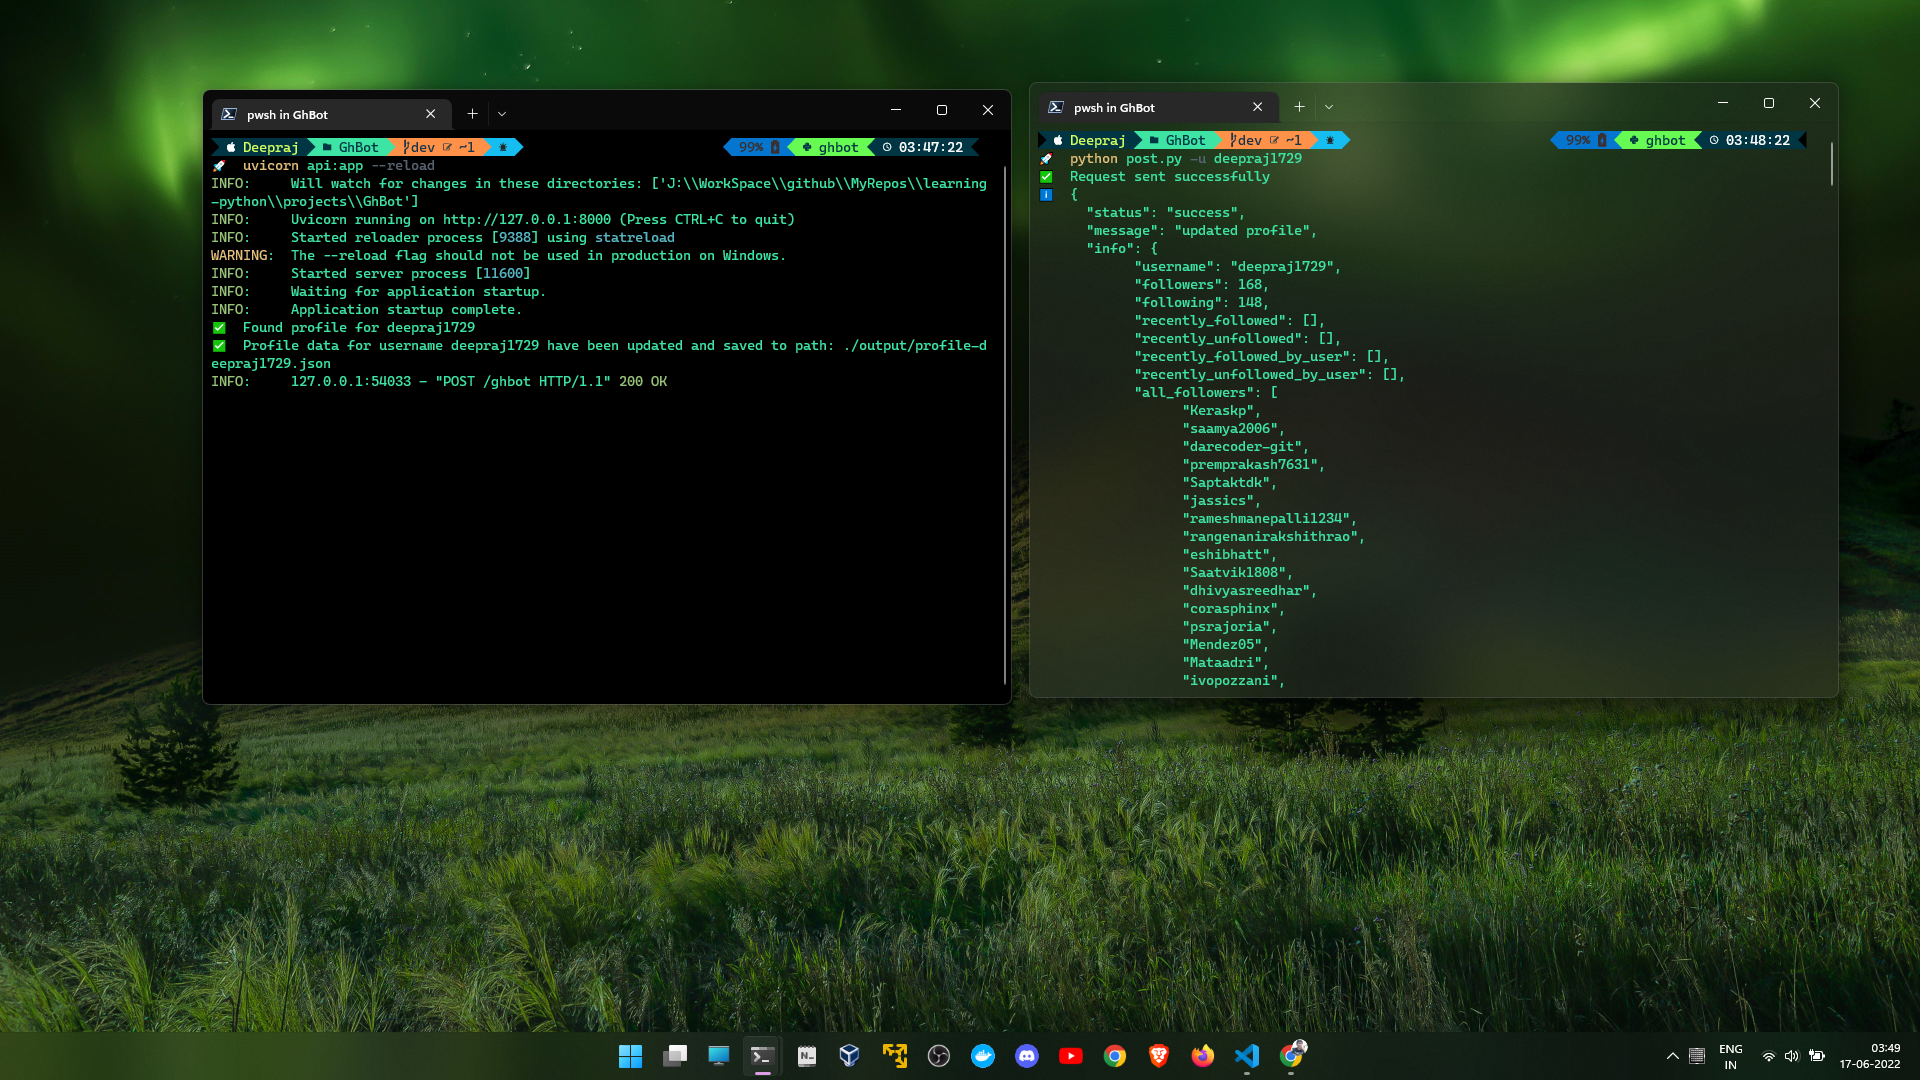 pwsh in GhBot
Deepraj GhBot dev ~1 99% ghbot 03:47:22
uvicorn api:app --reload
INFO: Will watch for changes in these directories: ['J:\\WorkSpace\\github\\MyRepos\\learning
-python\\projects\\GhBot']
INFO: Uvicorn running on http://127.0.0.1:8000 (Press CTRL+C to quit)
INFO: Started reloader process [9388] using statreload
WARNING: The --reload flag should not be used in production on Windows.
INFO: Started server process [11600]
INFO: Waiting for application startup.
INFO: Application startup complete.
✅ Found profile for deepraj1729
✅ Profile data for username deepraj1729 have been updated and saved to path: ./output/profile-d
eepraj1729.json
INFO: 127.0.0.1:54033 - "POST /ghbot HTTP/1.1" 200 OK
pwsh in GhBot
Deepraj GhBot dev ~1 99% ghbot 03:48:22
python post.py -u deepraj1729
✅ Request sent successfully
ℹ {
"status": "success",
"message": "updated profile",
"info": {
"username": "deepraj1729",
"followers": 168,
"following": 148,
"recently_followed": [],
"recently_unfollowed": [],
"recently_followed_by_user": [],
"recently_unfollowed_by_user": [],
"all_followers": [
"Keraskp",
"saamya2006",
"darecoder-git",
"premprakash7631",
"Saptaktdk",
"jassics",
"rameshmanepalli1234",
"rangenanirakshithrao",
"eshibhatt",
"Saatvik1808",
"dhivyasreedhar",
"corasphinx",
"psrajoria",
"Mendez05",
"Mataadri",
"ivopozzani",
ENG
IN
03:49
17-06-2022